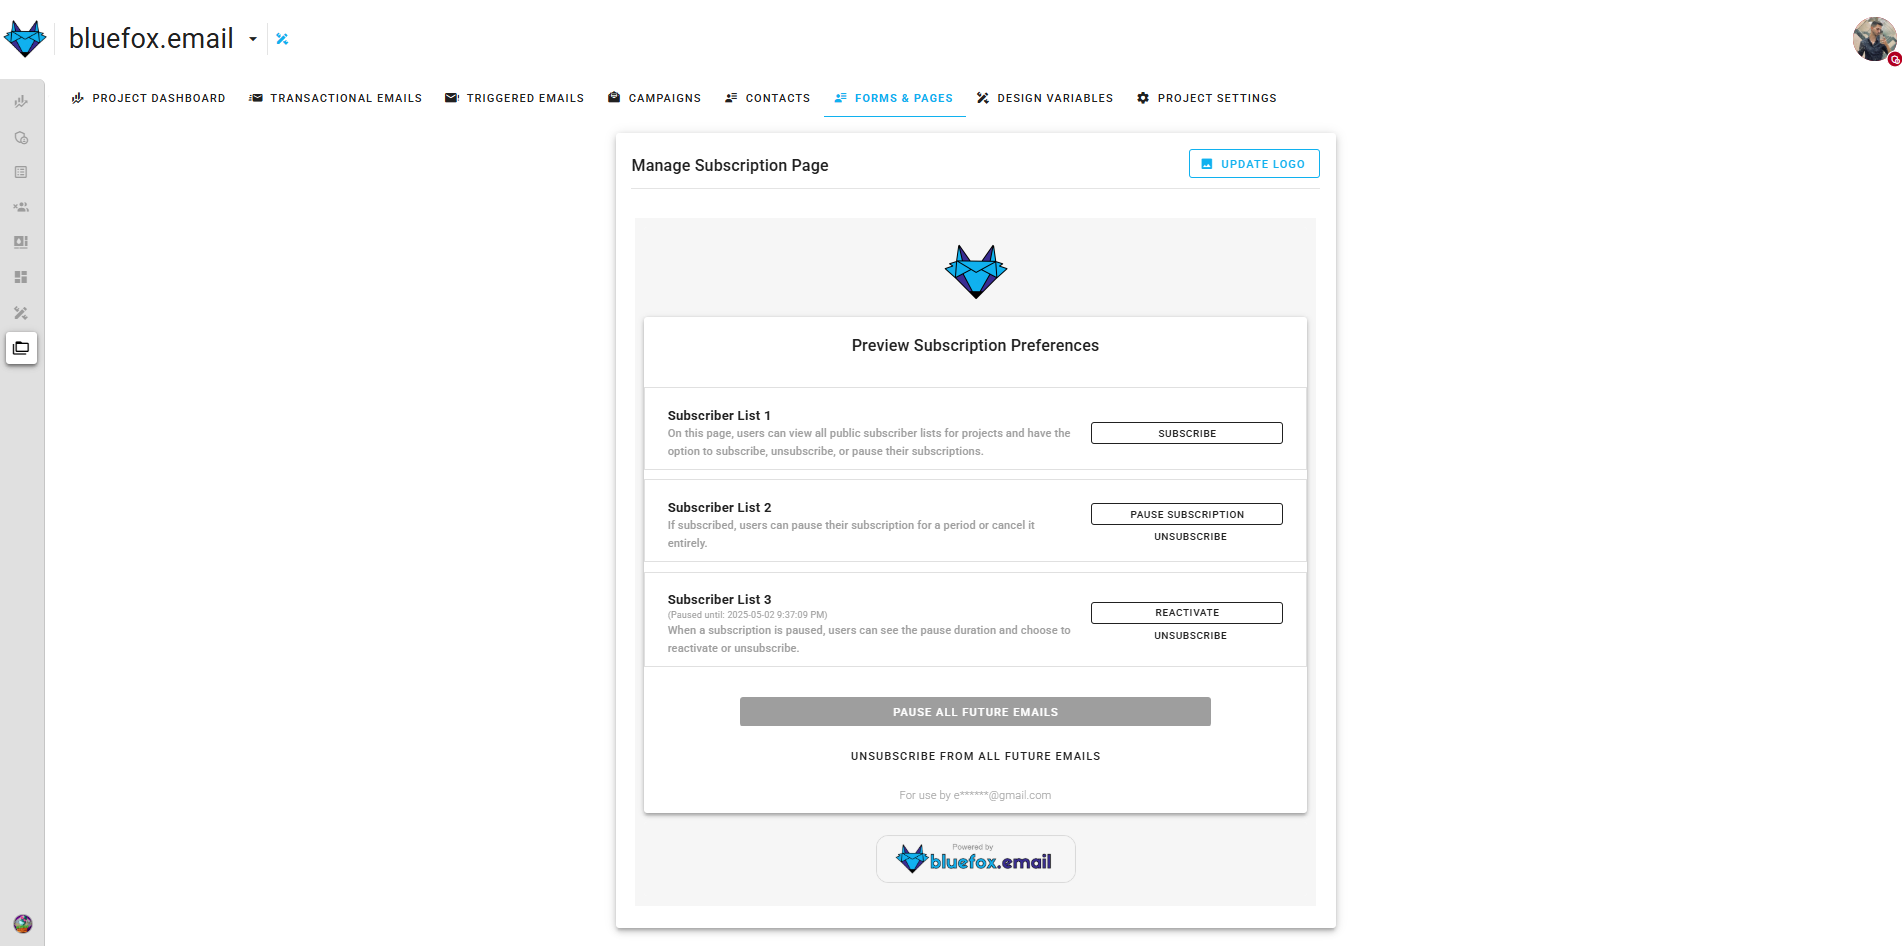 bluefox.email
PROJECT DASHBOARD
TRANSACTIONAL EMAILS
TRIGGERED EMAILS
CAMPAIGNS
CONTACTS
FORMS & PAGES
DESIGN VARIABLES
PROJECT SETTINGS
Manage Subscription Page
UPDATE LOGO
Preview Subscription Preferences
Subscriber List 1
On this page, users can view all public subscriber lists for projects and have the
option to subscribe, unsubscribe, or pause their subscriptions.
SUBSCRIBE
Subscriber List 2
If subscribed, users can pause their subscription for a period or cancel it
entirely.
PAUSE SUBSCRIPTION
UNSUBSCRIBE
Subscriber List 3
(Paused until: 2025-05-02 9:37:09 PM)
When a subscription is paused, users can see the pause duration and choose to
reactivate or unsubscribe.
REACTIVATE
UNSUBSCRIBE
PAUSE ALL FUTURE EMAILS
UNSUBSCRIBE FROM ALL FUTURE EMAILS
For use by e******@gmail.com
Powered by
bluefox.email